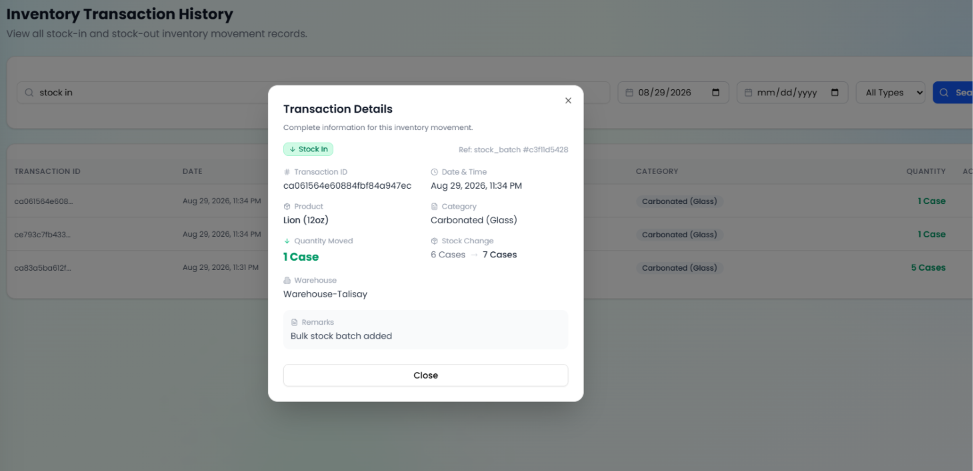 Inventory Transaction History
View all stock-in and stock-out inventory movement records.
stock in
08/29/2026
mm/dd/yyyy
All Types
Sea
TRANSACTION ID
DATE
CATEGORY
QUANTITY
AC
ca061564e608...
Aug 29, 2026, 11:34 PM
Carbonated (Glass)
1 Case
ce793c7fb433...
Aug 29, 2026, 11:34 PM
Carbonated (Glass)
1 Case
ca83a5ba612f...
Aug 29, 2026, 11:31 PM
Carbonated (Glass)
5 Cases
Transaction Details
Complete information for this inventory movement.
Stock In
Ref: stock_batch #c3f11d5428
Transaction ID
ca061564e60884fbf84a947ec
Date & Time
Aug 29, 2026, 11:34 PM
Product
Lion (12oz)
Category
Carbonated (Glass)
Quantity Moved
1 Case
Stock Change
6 Cases → 7 Cases
Warehouse
Warehouse-Talisay
Remarks
Bulk stock batch added
Close